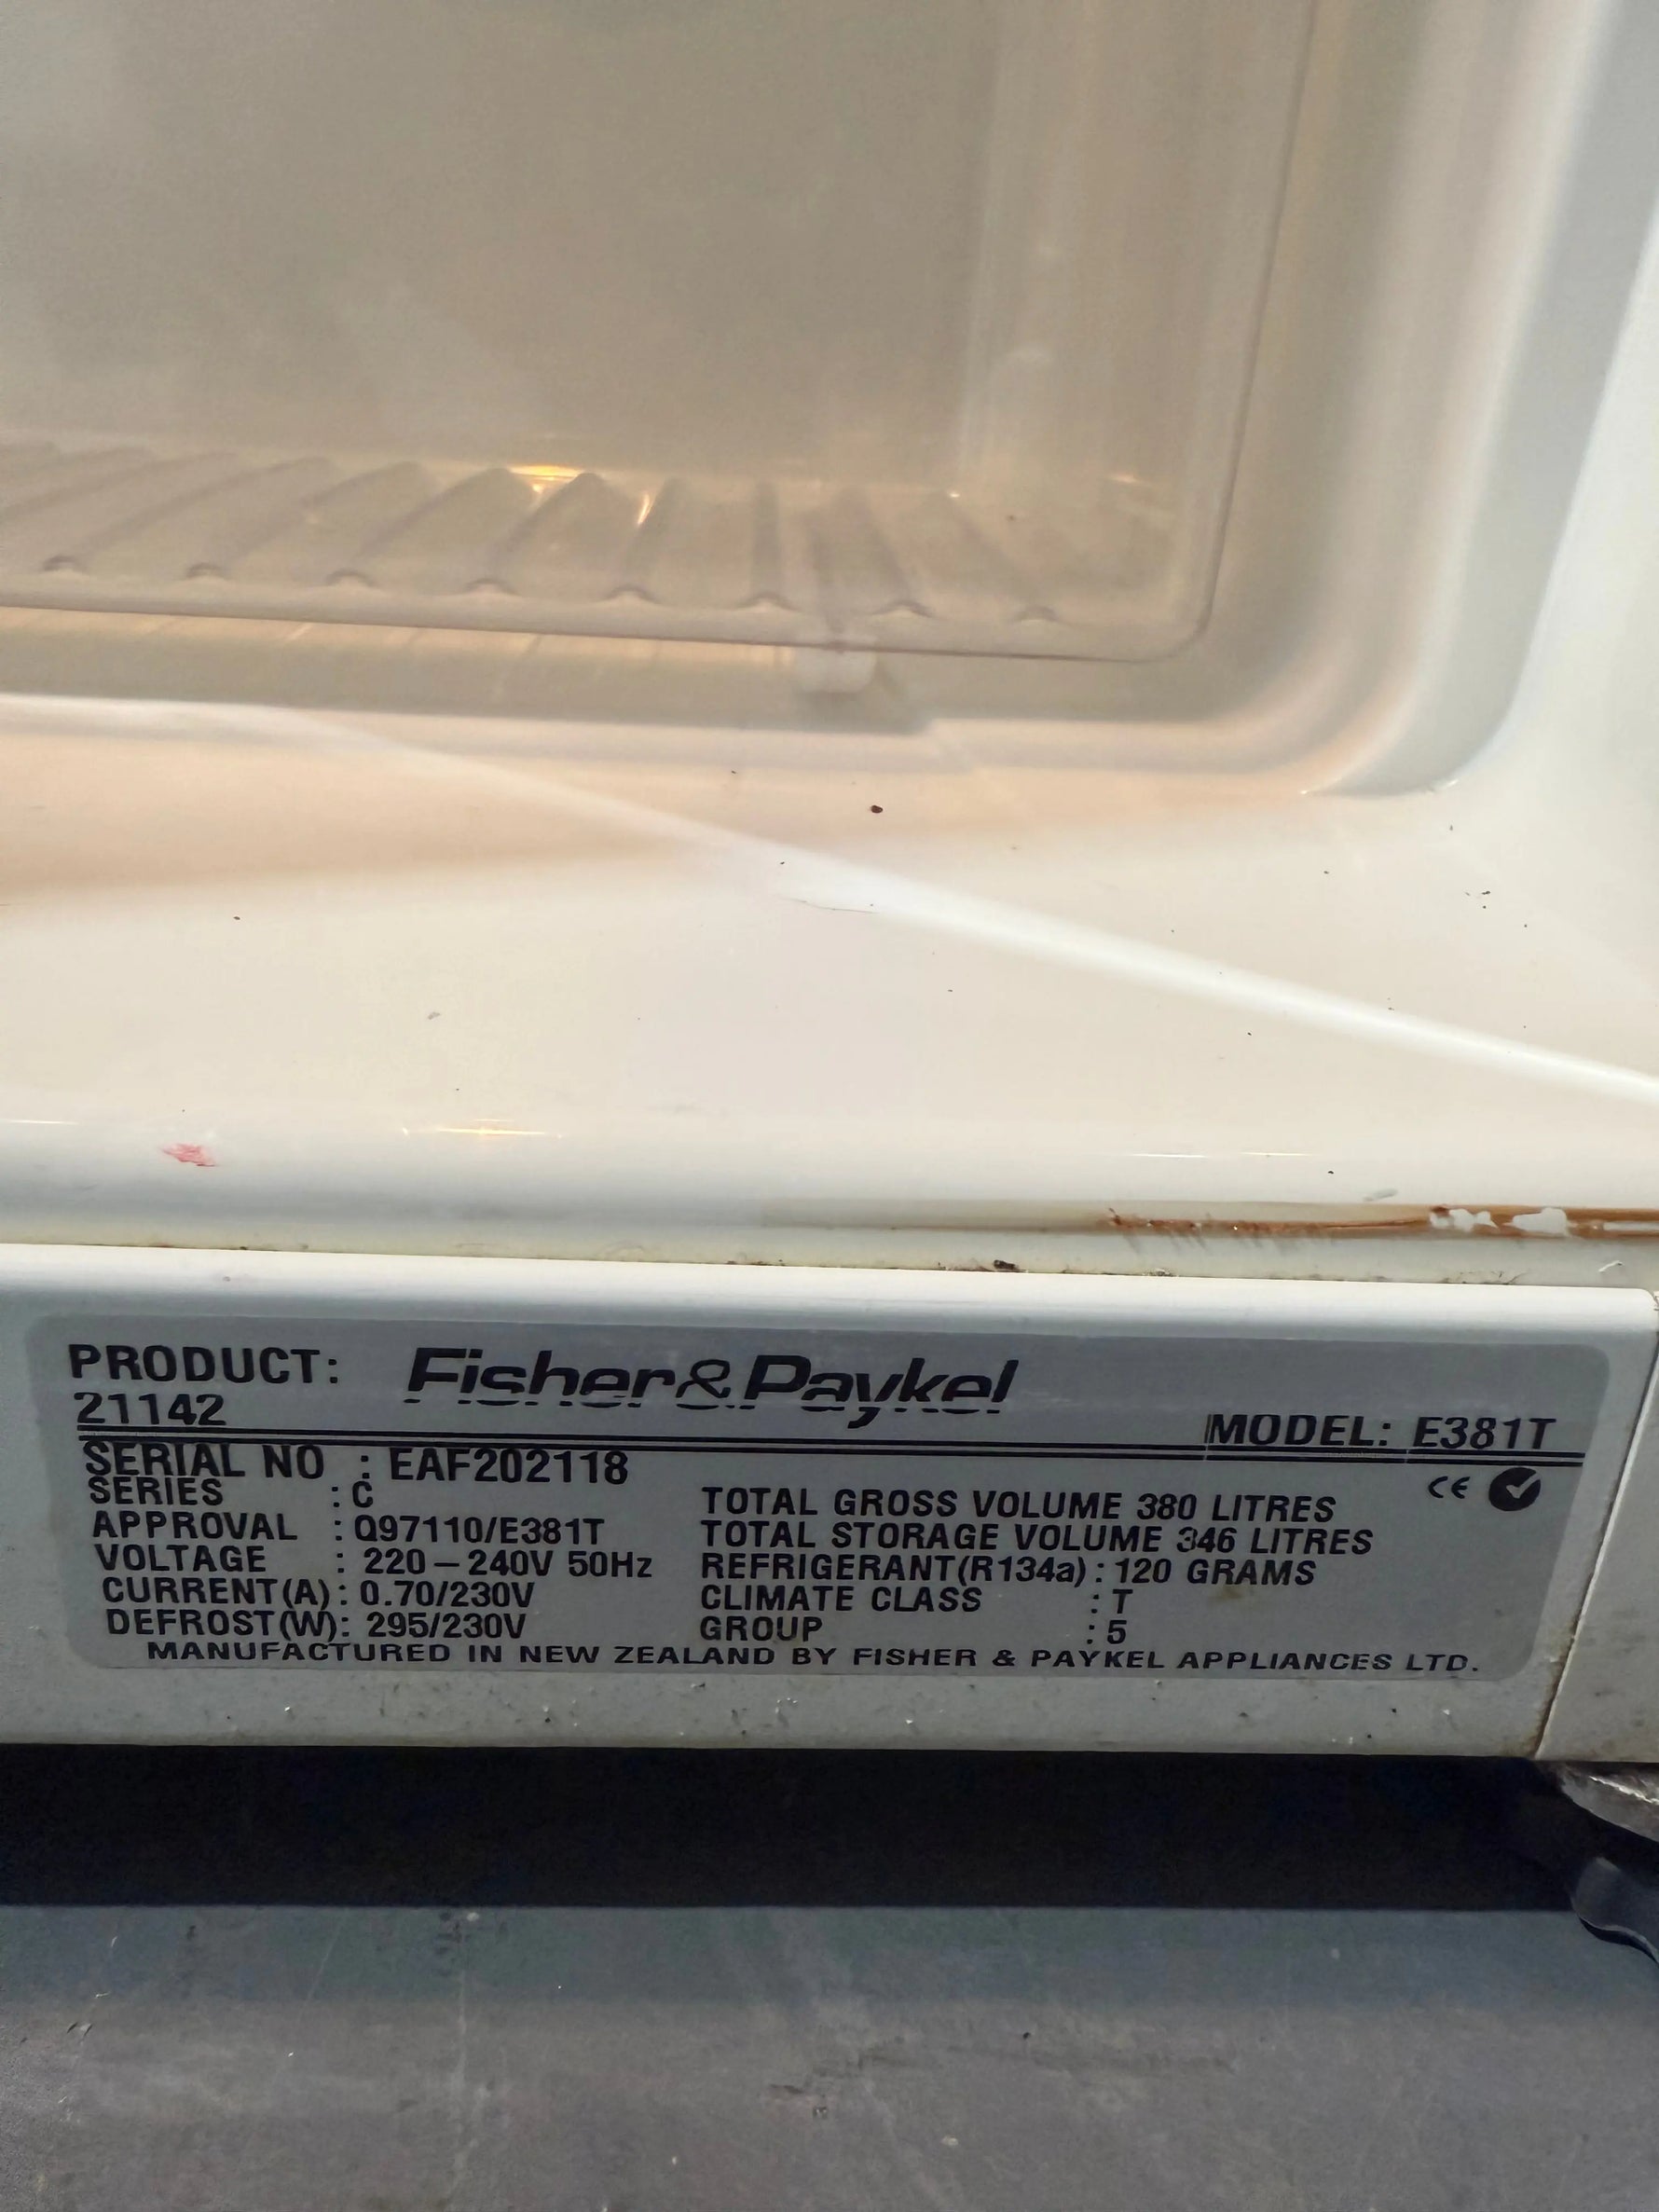 PRODUCT: Fisher & Paykel
21142
MODEL: E381T
SERIAL NO : EAF202118
SERIES : C
APPROVAL : Q97110/E381T
VOLTAGE : 220-240V 50Hz
CURRENT(A) : 0.70/230V
DEFROST(W): 295/230V
CE
TOTAL GROSS VOLUME 380 LITRES
TOTAL STORAGE VOLUME 346 LITRES
REFRIGERANT(R134a) : 120 GRAMS
CLIMATE CLASS : T
GROUP : 5
MANUFACTURED IN NEW ZEALAND BY FISHER & PAYKEL APPLIANCES LTD.